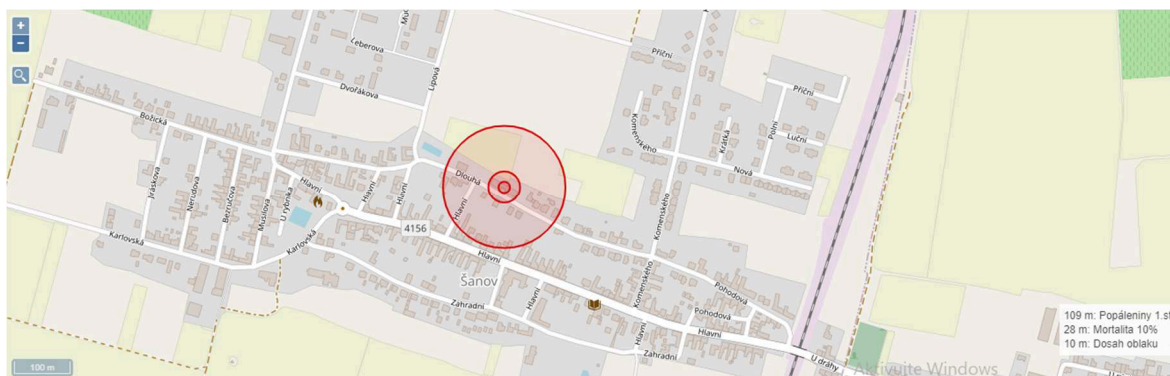 +
−
Leberova
Dvořákova
Lipová
Božická
Jiráskova
Nerudova
Bezručova
Musilova
U rybníka
Hlavní
Hlavní
Hlavní
Hlavní
Dlouhá
Karlovská
Karlovská
4156
Hlavní
Šanov
Zahradní
Hlavní
Příční
Komenského
Krátká
Nová
Polní
Příční
Luční
Komenského
Komenského
Pohodová
Pohodová
Hlavní
Hlavní
Zahradní
U dráhy
109 m: Popáleniny 1.st
28 m: Mortalita 10%
10 m: Dosah oblaku
Aktivujte Windows
100 m